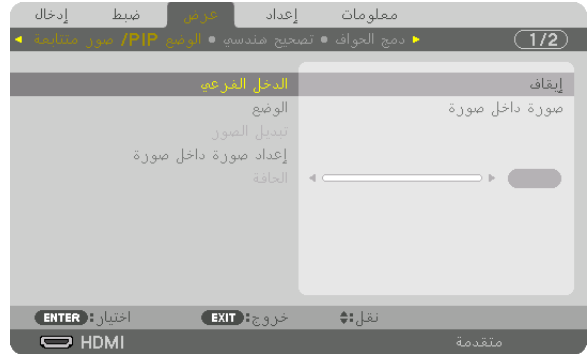 إدخال ضبط عرض إعداد معلومات
الوضع PIP/ صور متتابعة • تصحيح هندسي • دمج الحواف 1/2
الدخل الفرعي إيقاف
الوضع صورة داخل صورة
تبديل الصور
إعداد صورة داخل صورة
الحافة
ENTER :اختيار EXIT :خروج نقل:
HDMI متقدمة